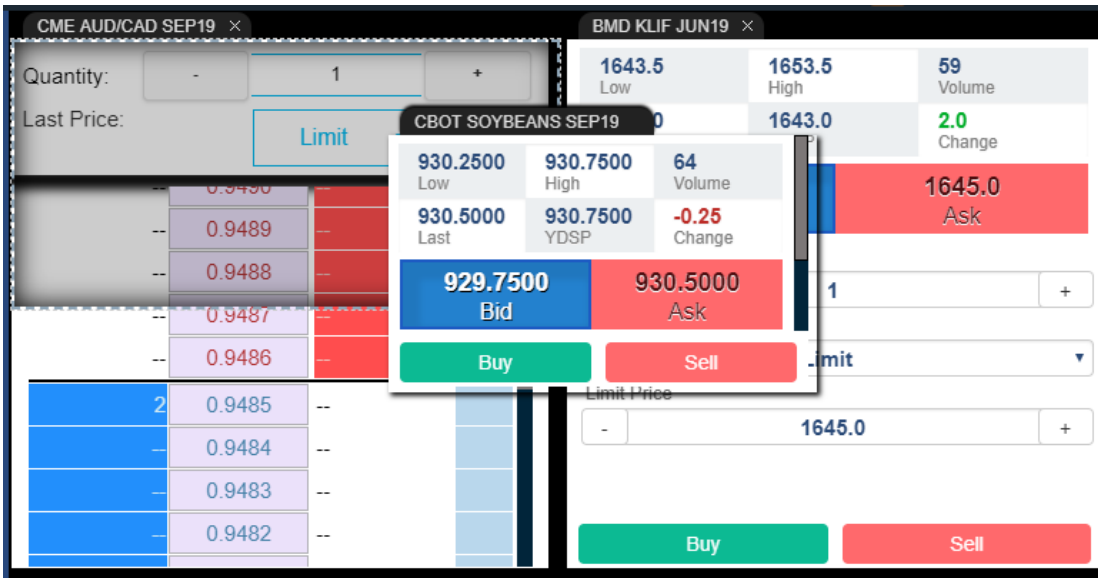 CME AUD/CAD SEP19 ×
Quantity: - 1 +
Last Price:
Limit
-- 0.9490 --
-- 0.9489 --
-- 0.9488 --
-- 0.9487 --
-- 0.9486 --
2 0.9485 --
-- 0.9484 --
-- 0.9483 --
-- 0.9482 --
CBOT SOYBEANS SEP19
930.2500 930.7500 64
Low High Volume
930.5000 930.7500 -0.25
Last YDSP Change
929.7500 930.5000
Bid Ask
Buy Sell
BMD KLIF JUN19 ×
1643.5 1653.5 59
Low High Volume
1643.0 2.0
Change
1645.0
Ask
1 +
Limit ▼
Limit Price
- 1645.0 +
Buy Sell